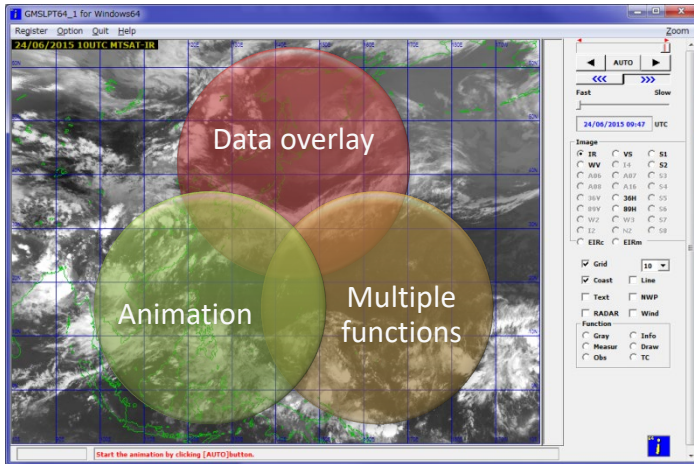 GMSLPT64_1 for Windows64
Register Option Quit Help Zoom
24/06/2015 10UTC MTSAT-IR
Data overlay
Animation
Multiple
functions
AUTO
<<< >>>
Fast Slow
24/06/2015 09:47 UTC
Image
IR VS S1
WV I4 S2
A06 A07 S3
A08 A16 S4
36V 36H S5
89V 89H S6
W2 W3 S7
I2 N2 S8
EIRc EIRm
Grid 10
Coast Line
Text NWP
RADAR Wind
Function
Gray Info
Measur Draw
Obs TC
Start the animation by clicking [AUTO]button.